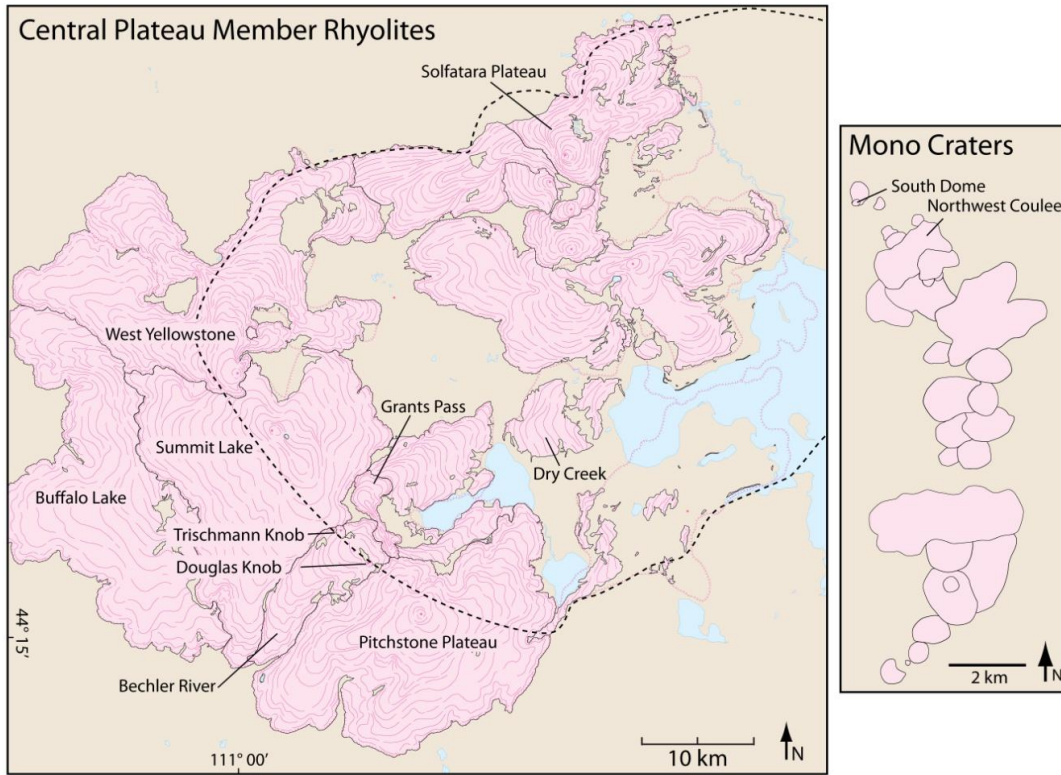 Central Plateau Member Rhyolites
Solfatara Plateau
West Yellowstone
Grants Pass
Summit Lake
Dry Creek
Buffalo Lake
Trischmann Knob
Douglas Knob
44° 15′
Pitchstone Plateau
Bechler River
111° 00′
10 km
N
Mono Craters
South Dome
Northwest Coulee
2 km
N